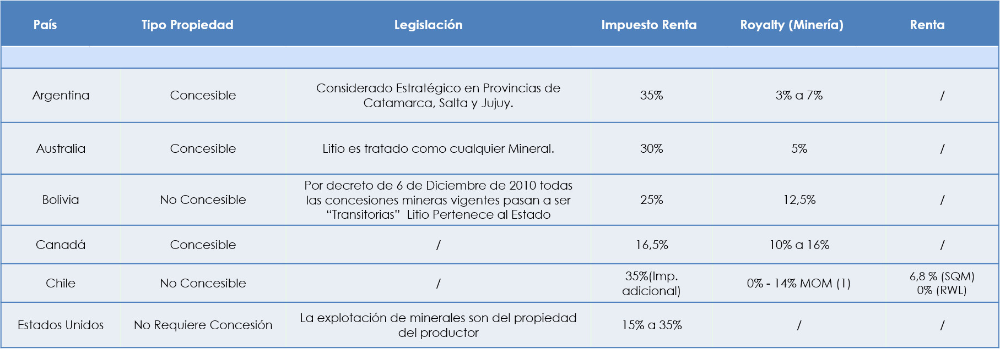 País Tipo Propiedad Legislación Impuesto Renta Royalty (Minería) Renta
Argentina Concesible Considerado Estratégico en Provincias de
Catamarca, Salta y Jujuy. 35% 3% a 7% /
Australia Concesible Litio es tratado como cualquier Mineral. 30% 5% /
Bolivia No Concesible Por decreto de 6 de Diciembre de 2010 todas
las concesiones mineras vigentes pasan a ser
“Transitorias” Litio Pertenece al Estado 25% 12,5% /
Canadá Concesible / 16,5% 10% a 16% /
Chile No Concesible / 35%(Imp.
adicional) 0% - 14% MOM (1) 6,8 % (SQM)
0% (RWL)
Estados Unidos No Requiere Concesión La explotación de minerales son del propiedad
del productor 15% a 35% / /